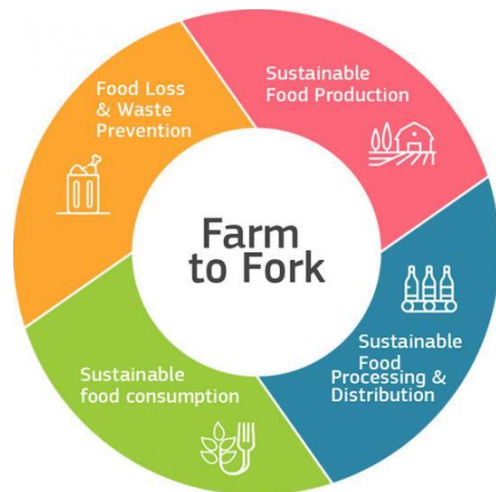 Farm
to Fork
Sustainable
Food Production
Sustainable
Food
Processing &
Distribution
Sustainable
food consumption
Food Loss
& Waste
Prevention